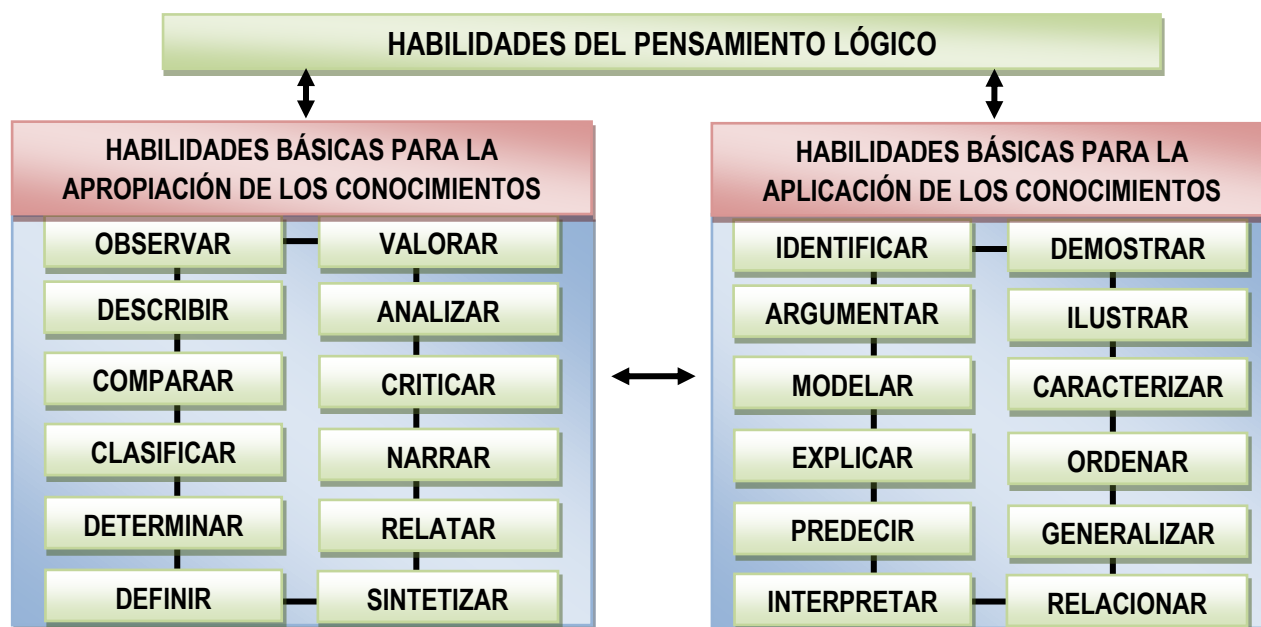 HABILIDADES DEL PENSAMIENTO LÓGICO
HABILIDADES BÁSICAS PARA LA
APROPIACIÓN DE LOS CONOCIMIENTOS
OBSERVAR
VALORAR
DESCRIBIR
ANALIZAR
COMPARAR
CRITICAR
CLASIFICAR
NARRAR
DETERMINAR
RELATAR
DEFINIR
SINTETIZAR
HABILIDADES BÁSICAS PARA LA
APLICACIÓN DE LOS CONOCIMIENTOS
IDENTIFICAR
DEMOSTRAR
ARGUMENTAR
ILUSTRAR
MODELAR
CARACTERIZAR
EXPLICAR
ORDENAR
PREDECIR
GENERALIZAR
INTERPRETAR
RELACIONAR